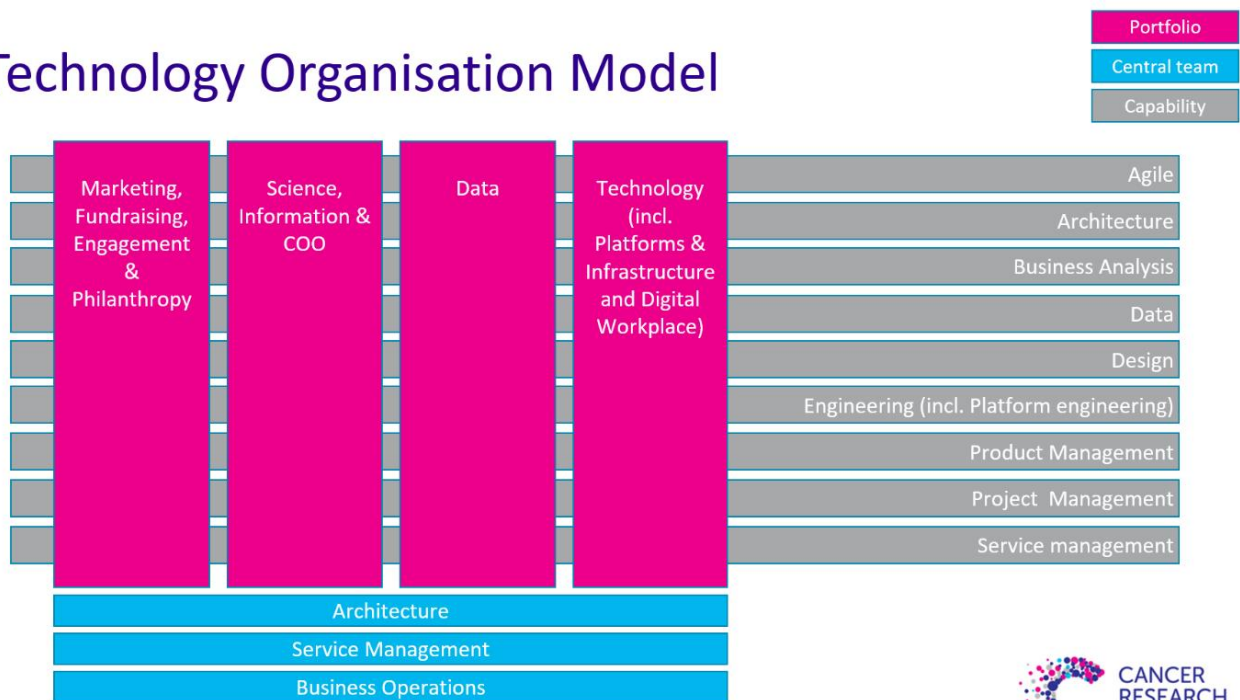 Technology Organisation Model
Portfolio
Central team
Capability
Marketing,
Fundraising,
Engagement
&
Philanthropy
Science,
Information &
COO
Data
Technology
(incl.
Platforms &
Infrastructure
and Digital
Workplace)
Agile
Architecture
Business Analysis
Data
Design
Engineering (incl. Platform engineering)
Product Management
Project  Management
Service management
Architecture
Service Management
Business Operations
CANCER
RESEARCH